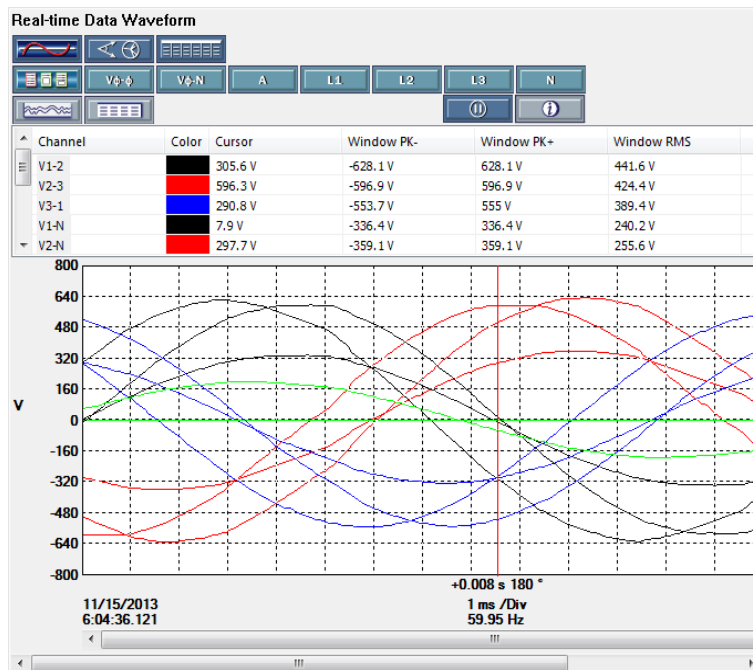 Real-time Data Waveform
Vϕ-ϕ Vϕ-N A L1 L2 L3 N
Channel Color Cursor Window PK- Window PK+ Window RMS
V1-2 305.6 V -628.1 V 628.1 V 441.6 V
V2-3 596.3 V -596.9 V 596.9 V 424.4 V
V3-1 290.8 V -553.7 V 555 V 389.4 V
V1-N 7.9 V -336.4 V 336.4 V 240.2 V
V2-N 297.7 V -359.1 V 359.1 V 255.6 V
800
640
480
320
160
V
0
-160
-320
-480
-640
-800
+0.008 s 180 °
11/15/2013 1 ms /Div
6:04:36.121 59.95 Hz